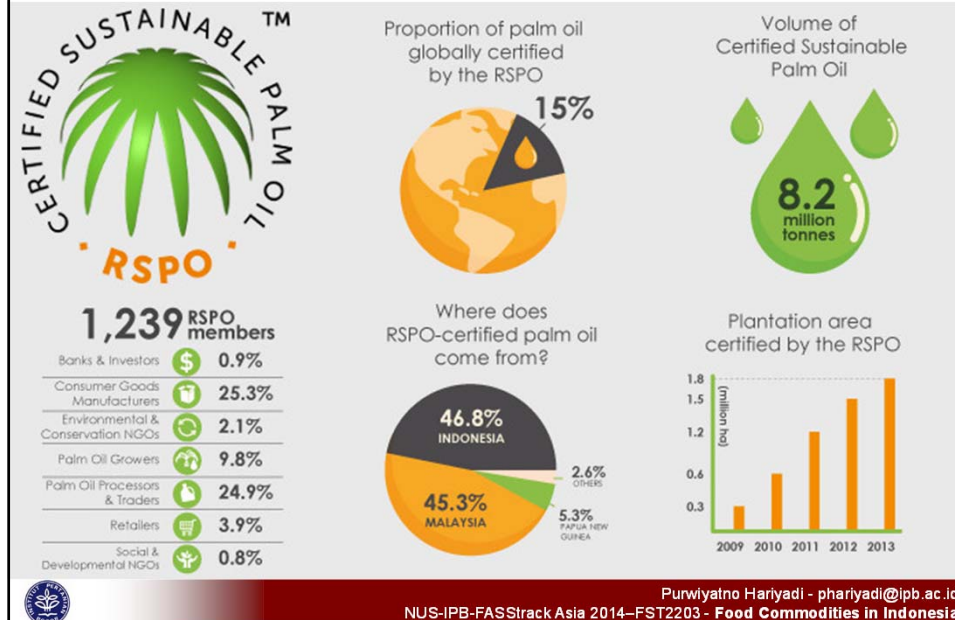 CERTIFIED SUSTAINABLE PALM OIL
TM
RSPO
1,239 RSPO
members
Banks & Investors $ 0.9%
Consumer Goods
Manufacturers 25.3%
Environmental &
Conservation NGOs 2.1%
Palm Oil Growers 9.8%
Palm Oil Processors
& Traders 24.9%
Retailers 3.9%
Social &
Developmental NGOs 0.8%
Proportion of palm oil
globally certified
by the RSPO
15%
Volume of
Certified Sustainable
Palm Oil
8.2
million
tonnes
Where does
RSPO-certified palm oil
come from?
46.8%
INDONESIA
45.3%
MALAYSIA
2.6%
OTHERS
5.3%
PAPUA NEW
GUINEA
Plantation area
certified by the RSPO
(million ha)
1.8
1.5
1.2
0.6
0.3
2009 2010 2011 2012 2013
Purwiyatno Hariyadi - phariyadi@ipb.ac.id
NUS-IPB-FASStrack Asia 2014–FST2203 - Food Commodities in Indonesia